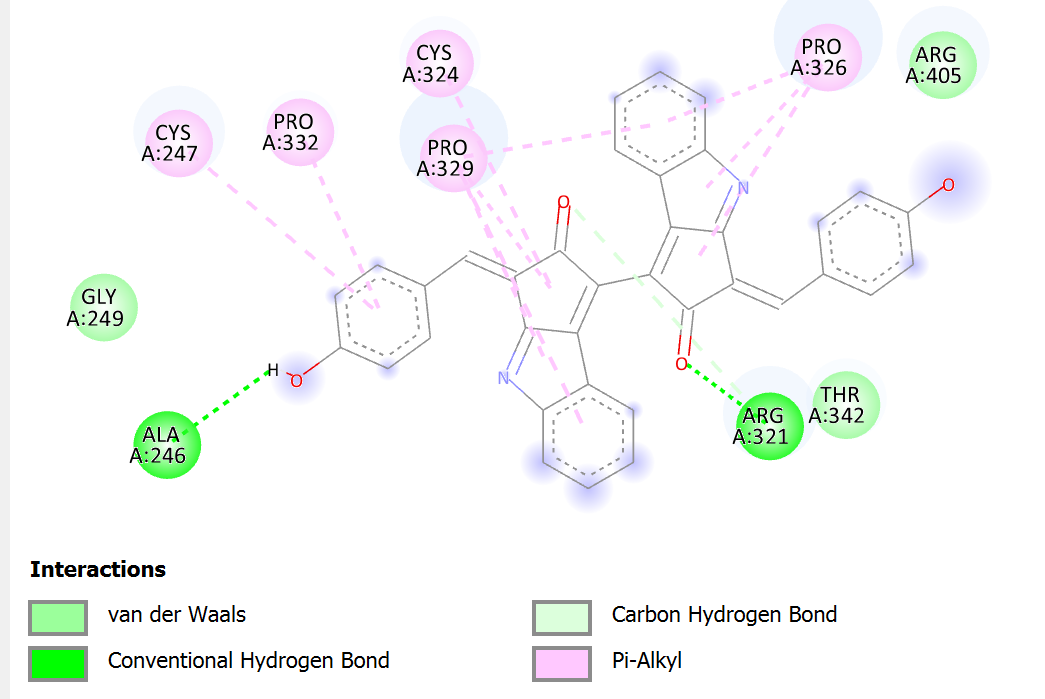 CYS
A:324
PRO
A:326
ARG
A:405
CYS
A:247
PRO
A:332
PRO
A:329
N
O
O
GLY
A:249
H
O
N
O
ARG
A:321
THR
A:342
ALA
A:246
Interactions
van der Waals
Carbon Hydrogen Bond
Conventional Hydrogen Bond
Pi-Alkyl